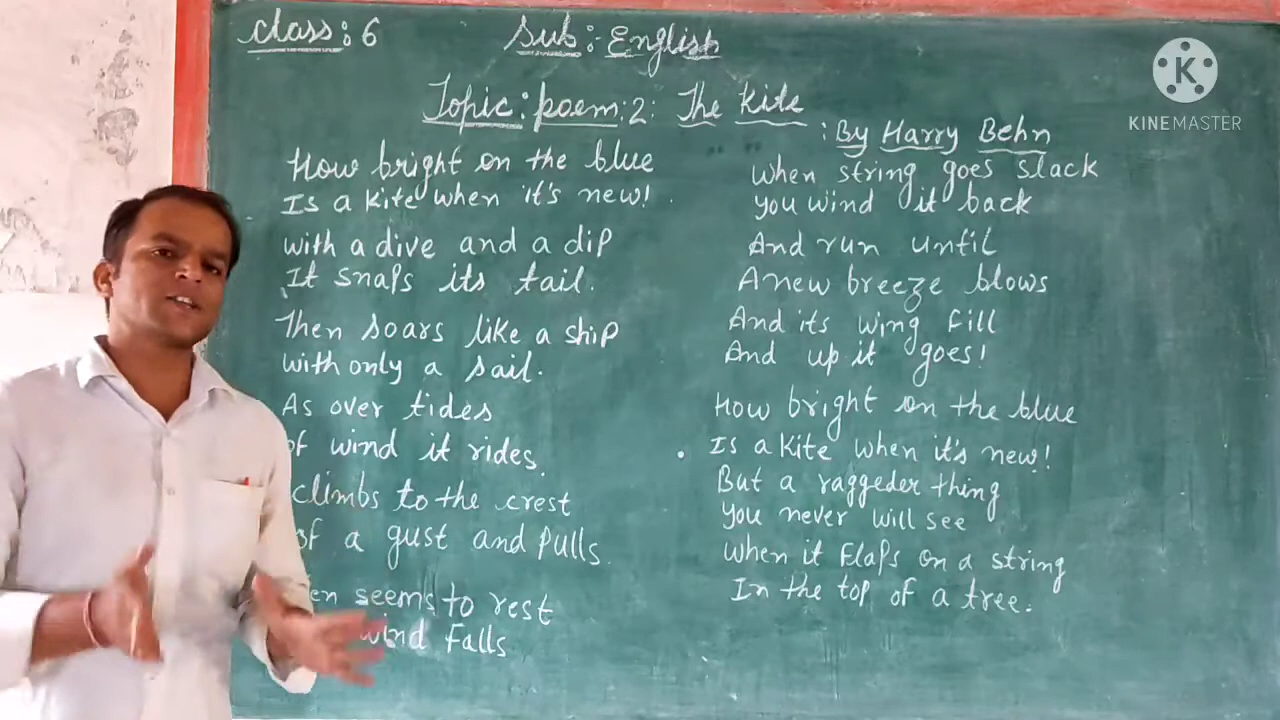 Class: 6
Sub: English
KINEMASTER
Topic: poem: 2: The Kite
: By Harry Behn
How bright on the blue
Is a kite when it's new!
with a dive and a dip
It snaps its tail.
Then soars like a ship
with only a sail.
As over tides
of wind it rides,
climbs to the crest
of a gust and pulls.
seems to rest
wind falls
When string goes slack
you wind it back
And run until
A new breeze blows
And its wing fill
And up it goes!
How bright on the blue
Is a kite when it's new!
But a raggeder thing
you never will see
when it flaps on a string
In the top of a tree.